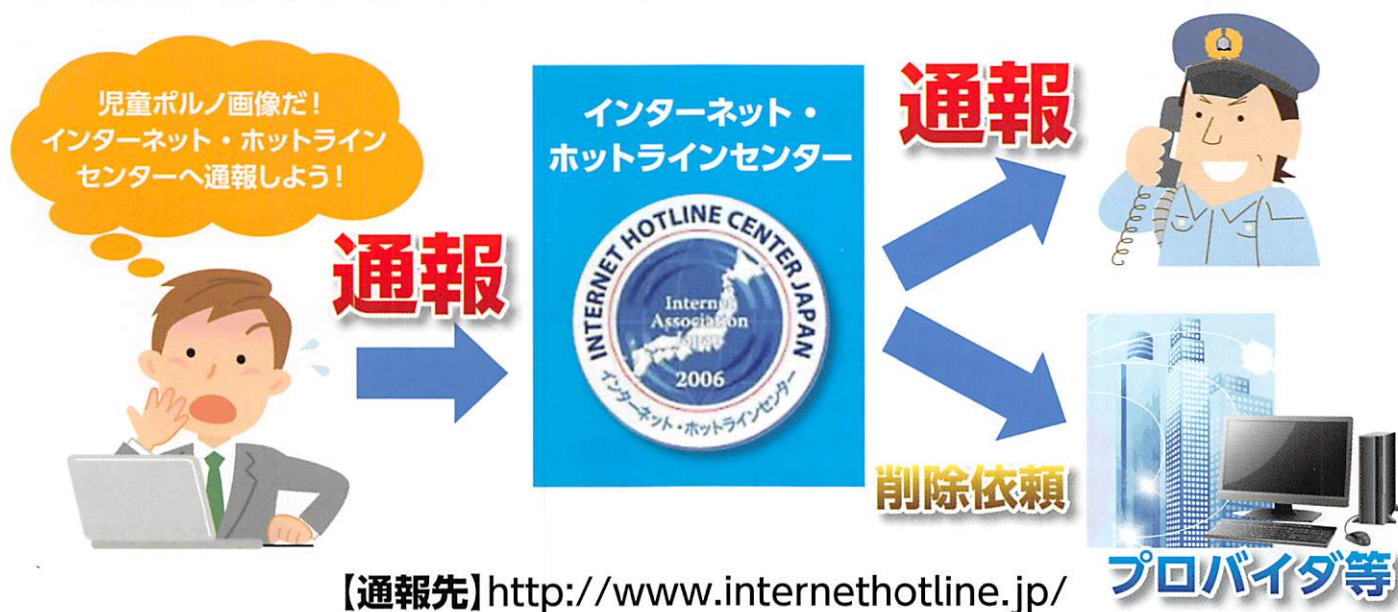 児童ポルノ画像だ!
インターネット・ホットライン
センターへ通報しよう!
通報
インターネット・
ホットラインセンター
INTERNET HOTLINE CENTER JAPAN
Internet
Association
2006
インターネット・ホットラインセンター
通報
削除依頼
プロバイダ等
【通報先】http://www.internethotline.jp/